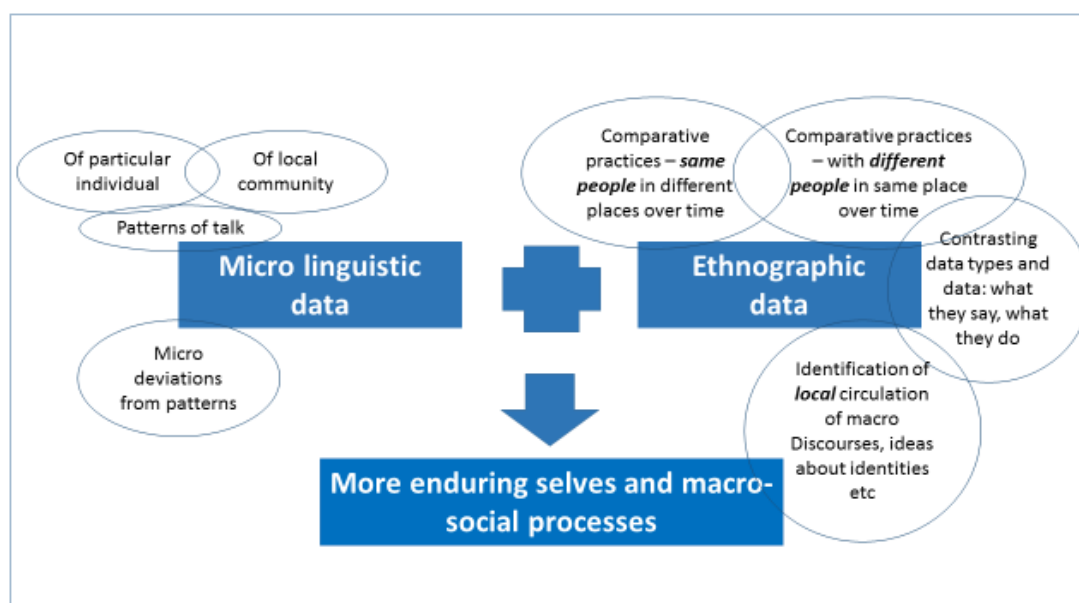 Of particular
individual
Of local
community
Patterns of talk
Micro linguistic
data
Micro
deviations
from patterns
Comparative
practices – same
people in different
places over time
Comparative practices
– with different
people in same place
over time
Ethnographic
data
Contrasting
data types and
data: what
they say, what
they do
Identification of
local circulation
of macro
Discourses, ideas
about identities
etc
More enduring selves and macro-
social processes